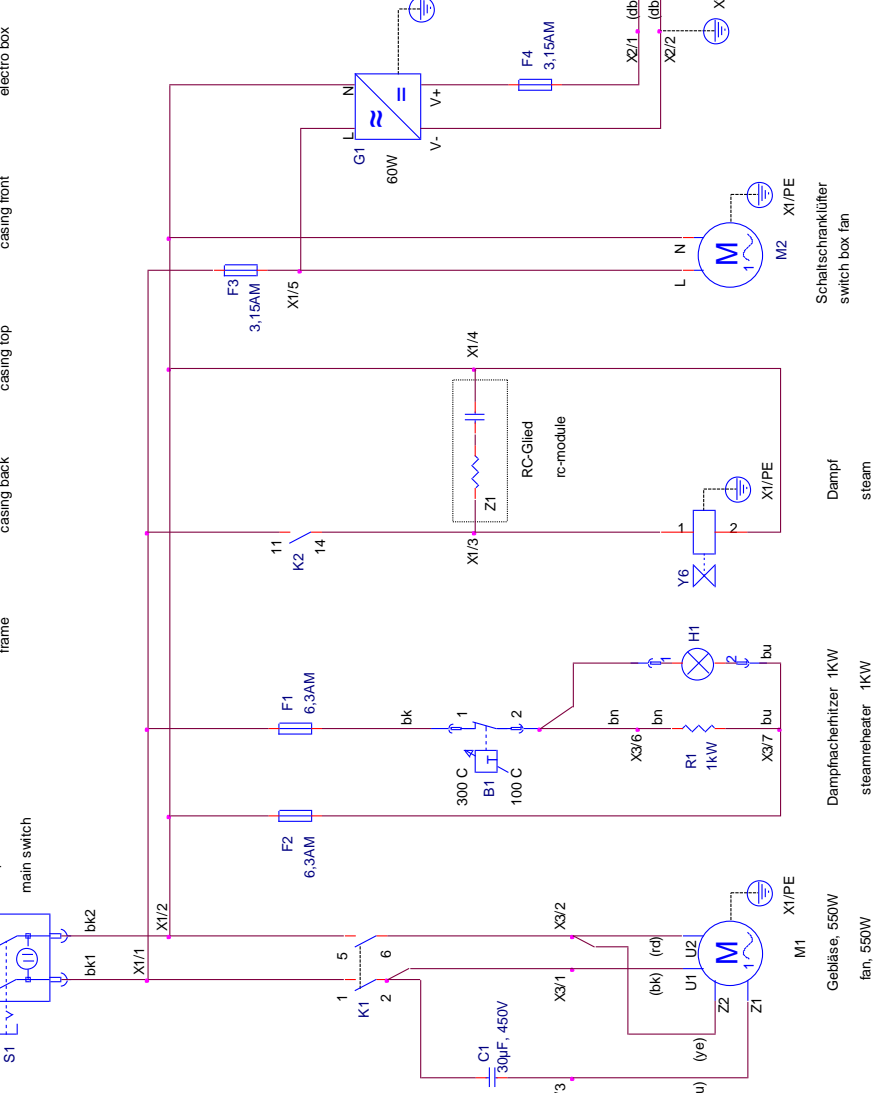 electro box
casing front
casing top
casing back
frame
main switch
S1
bk2
bk1
X1/2
X1/1
5
6
1
2
K1
C1
30µF, 450V
X3/2
X3/1
(rd)
(bk)
U2
U1
Z2
Z1
(ye)
M
1
M1
X1/PE
Gebläse, 550W
fan, 550W
F2
6,3AM
F1
6,3AM
bk
1
2
300 C
100 C
B1
T
bn
bn
X3/6
R1
1kW
X3/7
bu
bu
1
2
H1
Dampfnacherhitzer 1KW
steamreheater 1KW
11
14
K2
X1/3
X1/4
Z1
RC-Glied
rc-module
1
2
Y6
X1/PE
Dampf
steam
F3
3,15AM
X1/5
N
L
M
1
M2
X1/PE
Schaltschranklüfter
switch box fan
G1
60W
N
L
V+
V-
F4
3,15AM
X2/1
X2/2
(db
(db
X